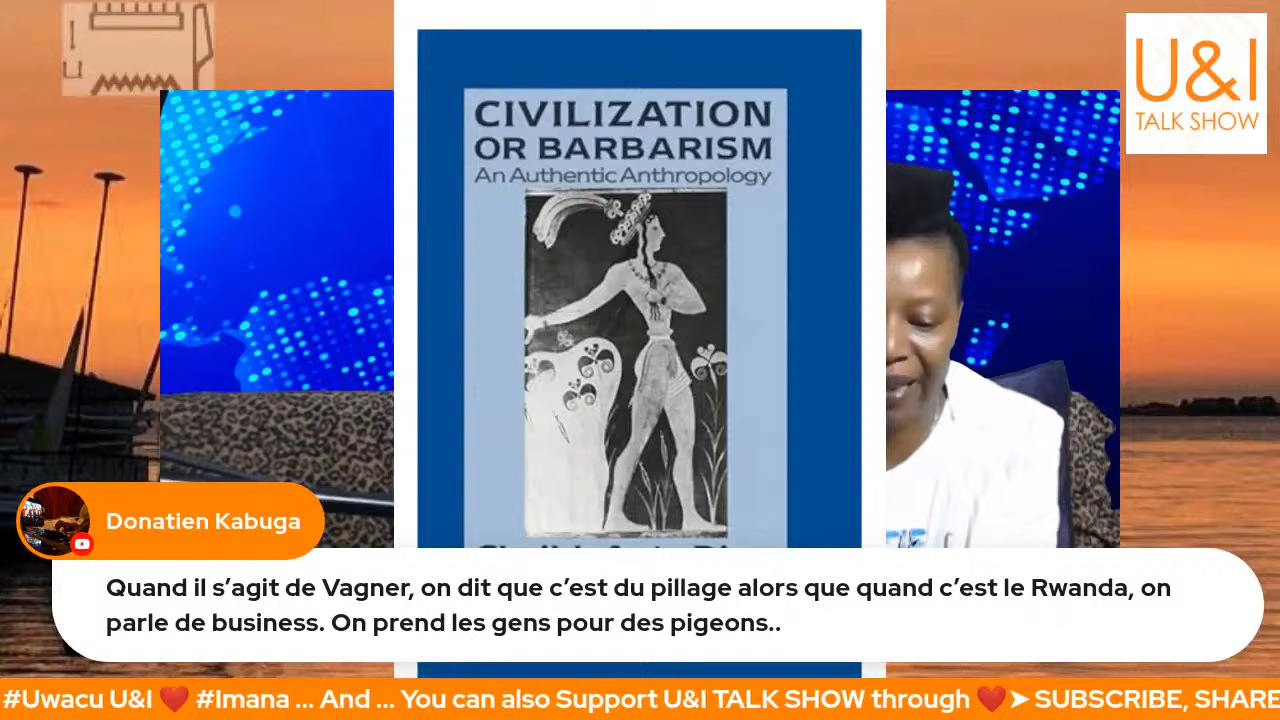 U&I
TALK SHOW
CIVILIZATION
OR BARBARISM
An Authentic Anthropology
Donatien Kabuga
Quand il s’agit de Vagner, on dit que c’est du pillage alors que quand c’est le Rwanda, on
parle de business. On prend les gens pour des pigeons..
#Uwacu U&I ❤️ #Imana ... And ... You can also Support U&I TALK SHOW through ❤️➤ SUBSCRIBE, SHARE